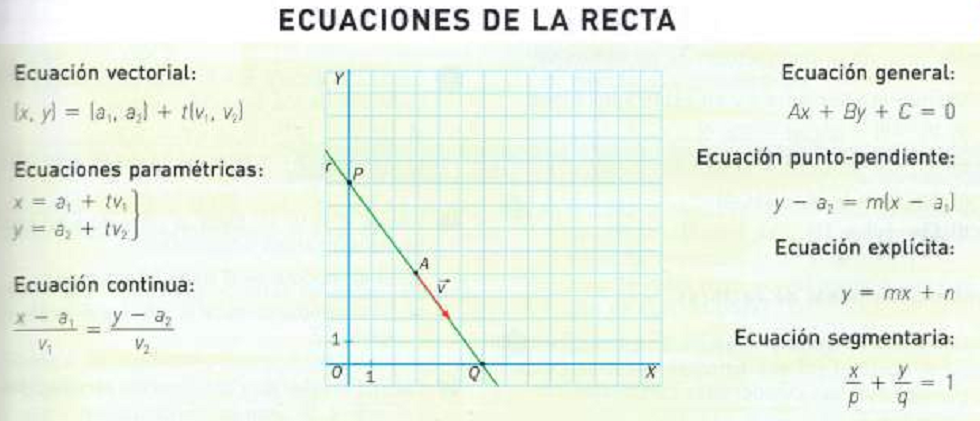 ECUACIONES DE LA RECTA
Ecuación vectorial:
(x, y) = (a₁, a₂) + t(v₁, v₂)
Ecuaciones paramétricas:
x = a₁ + tv₁
y = a₂ + tv₂ }
Ecuación continua:
x − a₁ / v₁ = y − a₂ / v₂
Y
r
P
A
v⃗
1
O 1 Q X
Ecuación general:
Ax + By + C = 0
Ecuación punto-pendiente:
y − a₂ = m(x − a₁)
Ecuación explícita:
y = mx + n
Ecuación segmentaria:
x/p + y/q = 1